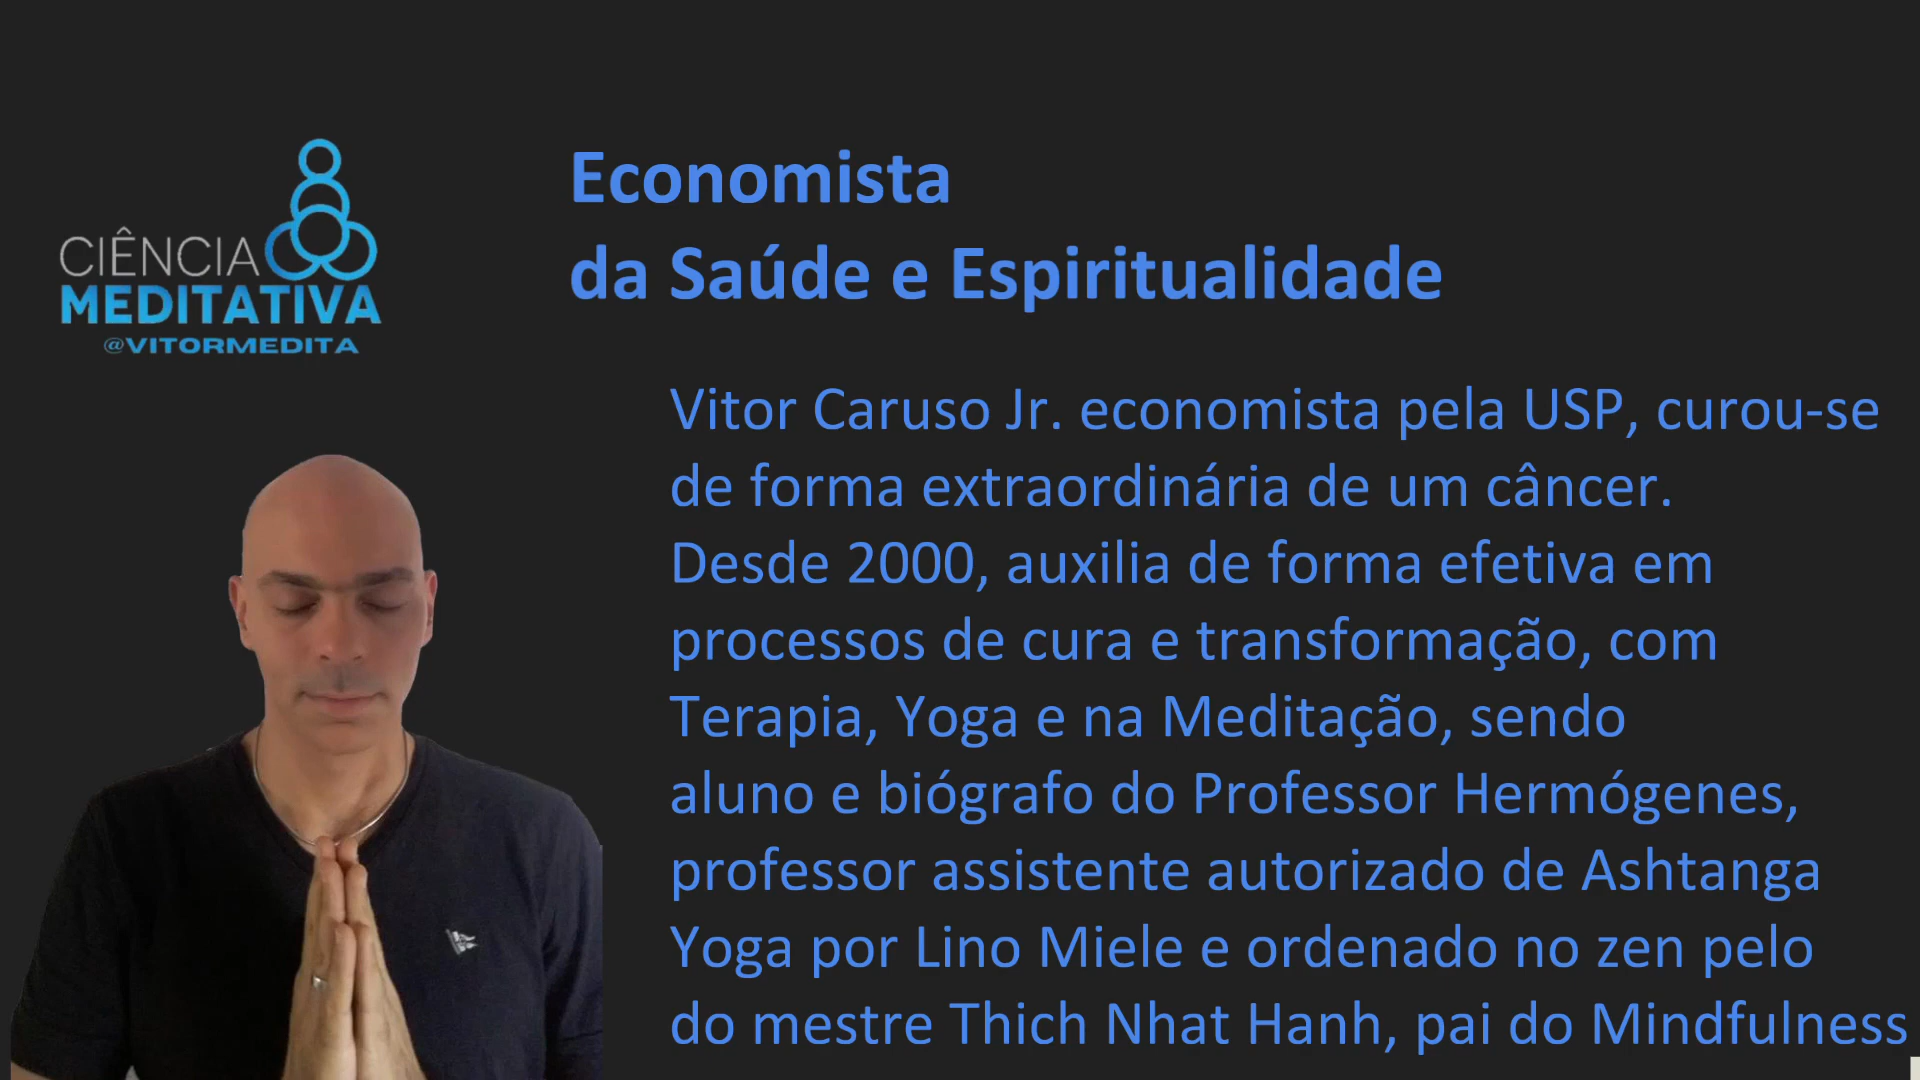 CIÊNCIA
MEDITATIVA
@VITORMEDITA
Economista
da Saúde e Espiritualidade
Vitor Caruso Jr. economista pela USP, curou-se
de forma extraordinária de um câncer.
Desde 2000, auxilia de forma efetiva em
processos de cura e transformação, com
Terapia, Yoga e na Meditação, sendo
aluno e biógrafo do Professor Hermógenes,
professor assistente autorizado de Ashtanga
Yoga por Lino Miele e ordenado no zen pelo
do mestre Thich Nhat Hanh, pai do Mindfulness